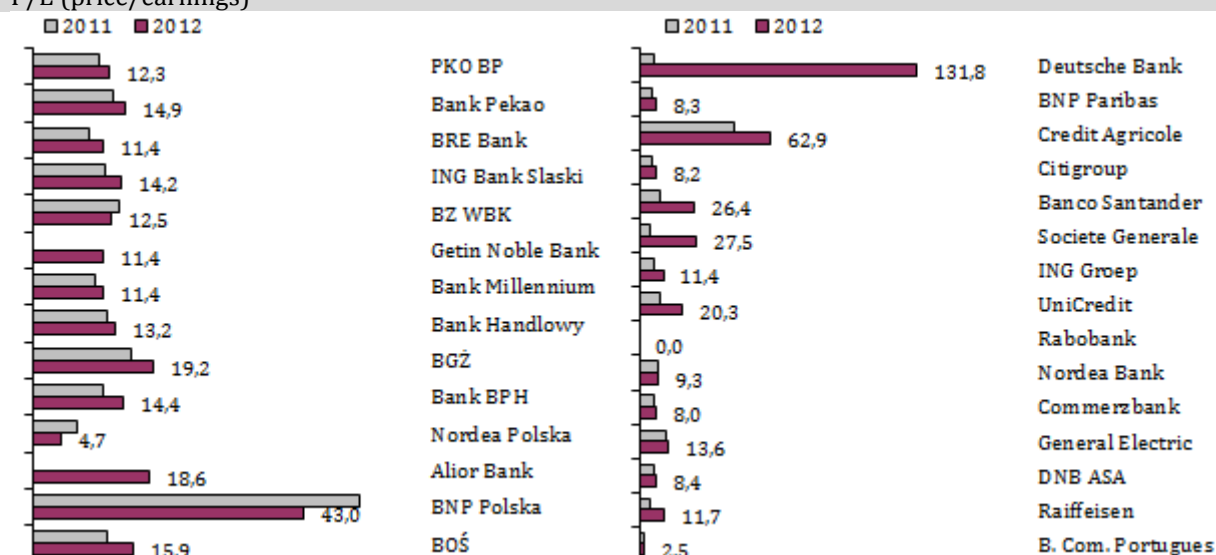 P/E (price/earnings)
2011 2012
12,3 PKO BP
14,9 Bank Pekao
11,4 BRE Bank
14,2 ING Bank Slaski
12,5 BZ WBK
11,4 Getin Noble Bank
11,4 Bank Millennium
13,2 Bank Handlowy
19,2 BGŻ
14,4 Bank BPH
4,7 Nordea Polska
18,6 Alior Bank
43,0 BNP Polska
15,9 BOŚ
2011 2012
131,8 Deutsche Bank
8,3 BNP Paribas
62,9 Credit Agricole
8,2 Citigroup
26,4 Banco Santander
27,5 Societe Generale
11,4 ING Groep
20,3 UniCredit
0,0 Rabobank
9,3 Nordea Bank
8,0 Commerzbank
13,6 General Electric
8,4 DNB ASA
11,7 Raiffeisen
2,5 B. Com. Portugues